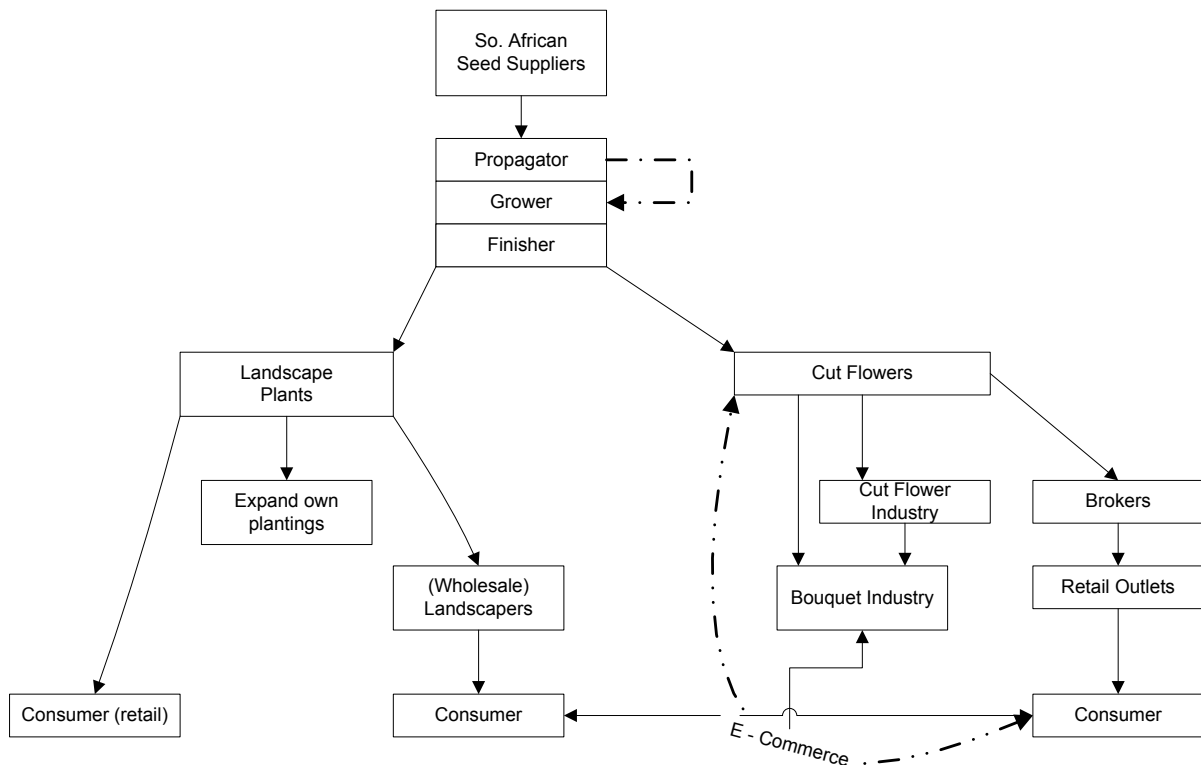 So. African
Seed Suppliers
Propagator
Grower
Finisher
Landscape
Plants
Cut Flowers
Expand own
plantings
Cut Flower
Industry
Brokers
(Wholesale)
Landscapers
Bouquet Industry
Retail Outlets
Consumer (retail)
Consumer
E - Commerce
Consumer